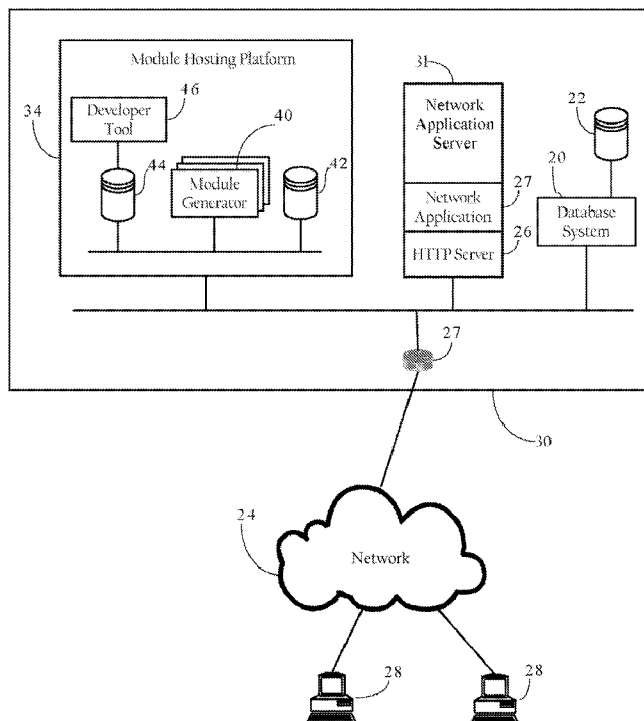 Module Hosting Platform
34
Developer
Tool
46
44
40
Module
Generator
42
31
Network
Application
Server
Network
Application
27
HTTP Server
26
22
20
Database
System
27
30
24
Network
28
28